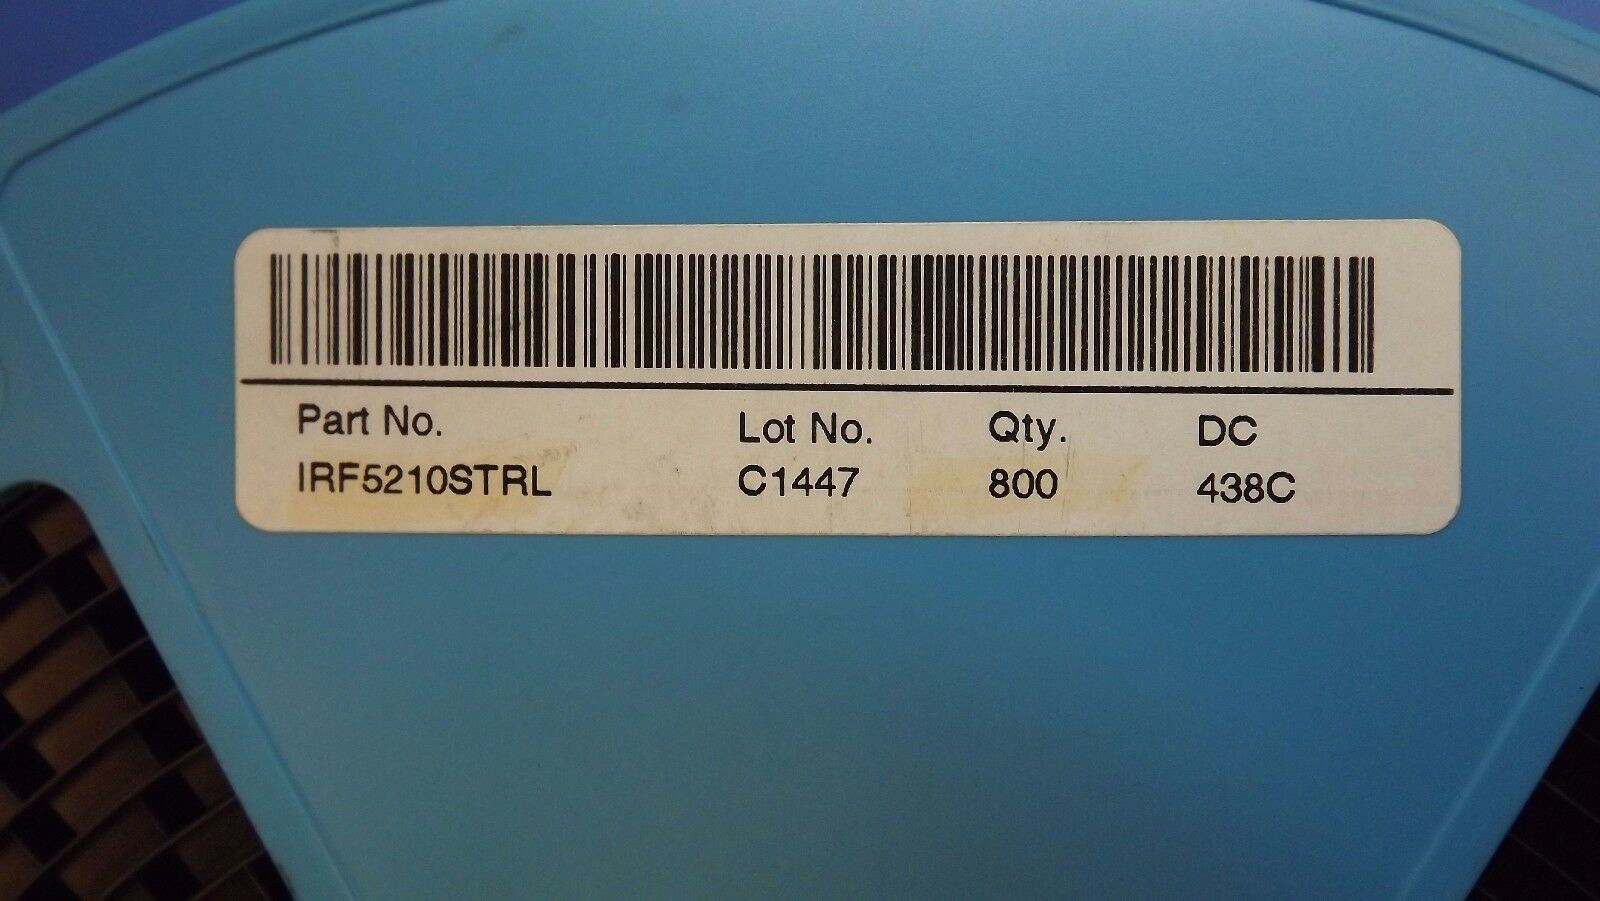 Part No. Lot No. Qty. DC
IRF5210STRL C1447 800 438C